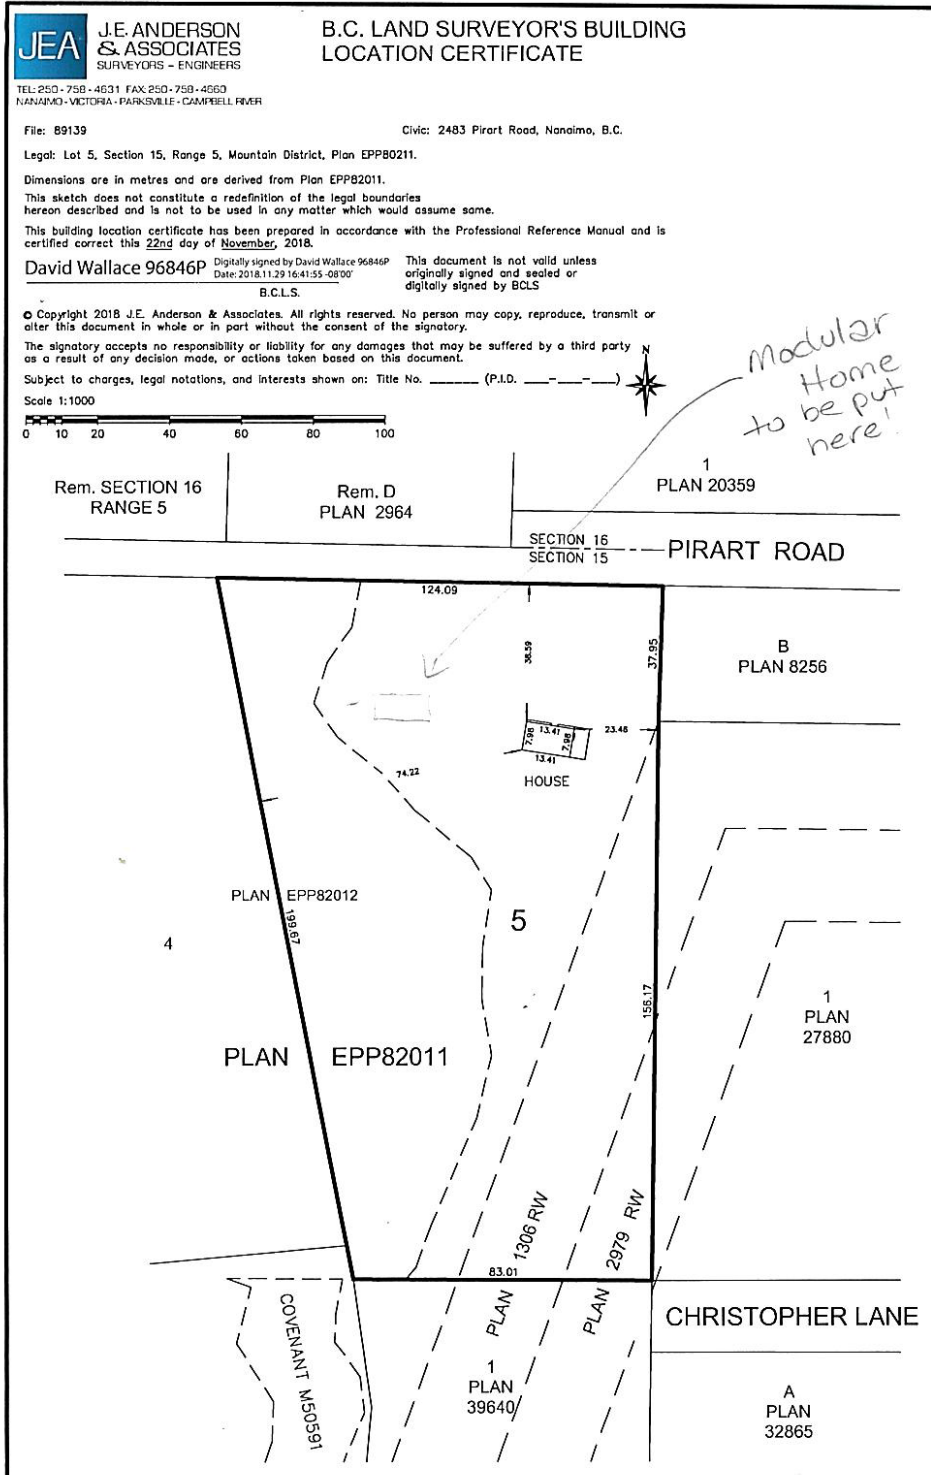 JEA
J.E. ANDERSON
& ASSOCIATES
SURVEYORS - ENGINEERS
TEL: 250 - 758 - 4631 FAX: 250 - 758 - 4660
NANAIMO - VICTORIA - PARKSVILLE - CAMPBELL RIVER
B.C. LAND SURVEYOR'S BUILDING
LOCATION CERTIFICATE
File: 89139
Civic: 2483 Pirart Road, Nanaimo, B.C.
Legal: Lot 5, Section 15, Range 5, Mountain District, Plan EPP80211.
Dimensions are in metres and are derived from Plan EPP82011.
This sketch does not constitute a redefinition of the legal boundaries
hereon described and is not to be used in any matter which would assume same.
This building location certificate has been prepared in accordance with the Professional Reference Manual and is
certified correct this 22nd day of November, 2018.
David Wallace 96846P
Digitally signed by David Wallace 96846P
Date: 2018.11.29 16:41:55 -08'00'
B.C.L.S.
This document is not valid unless
originally signed and sealed or
digitally signed by BCLS
© Copyright 2018 J.E. Anderson & Associates. All rights reserved. No person may copy, reproduce, transmit or
alter this document in whole or in part without the consent of the signatory.
The signatory accepts no responsibility or liability for any damages that may be suffered by a third party
as a result of any decision made, or actions taken based on this document.
Subject to charges, legal notations, and interests shown on: Title No. ______ (P.I.D. ___-___-___)
N
Scale 1:1000
0 10 20 40 60 80 100
Modular
Home
to be put
here!
Rem. SECTION 16
RANGE 5
Rem. D
PLAN 2964
1
PLAN 20359
SECTION 16
SECTION 15
PIRART ROAD
124.09
38.59
37.95
B
PLAN 8256
13.41
7.98
7.98
13.41
23.48
HOUSE
74.22
PLAN EPP82012
199.67
4
5
156.17
1
PLAN
27880
PLAN EPP82011
PLAN 1306 RW
PLAN 2979 RW
83.01
COVENANT M50591
CHRISTOPHER LANE
1
PLAN
39640
A
PLAN
32865